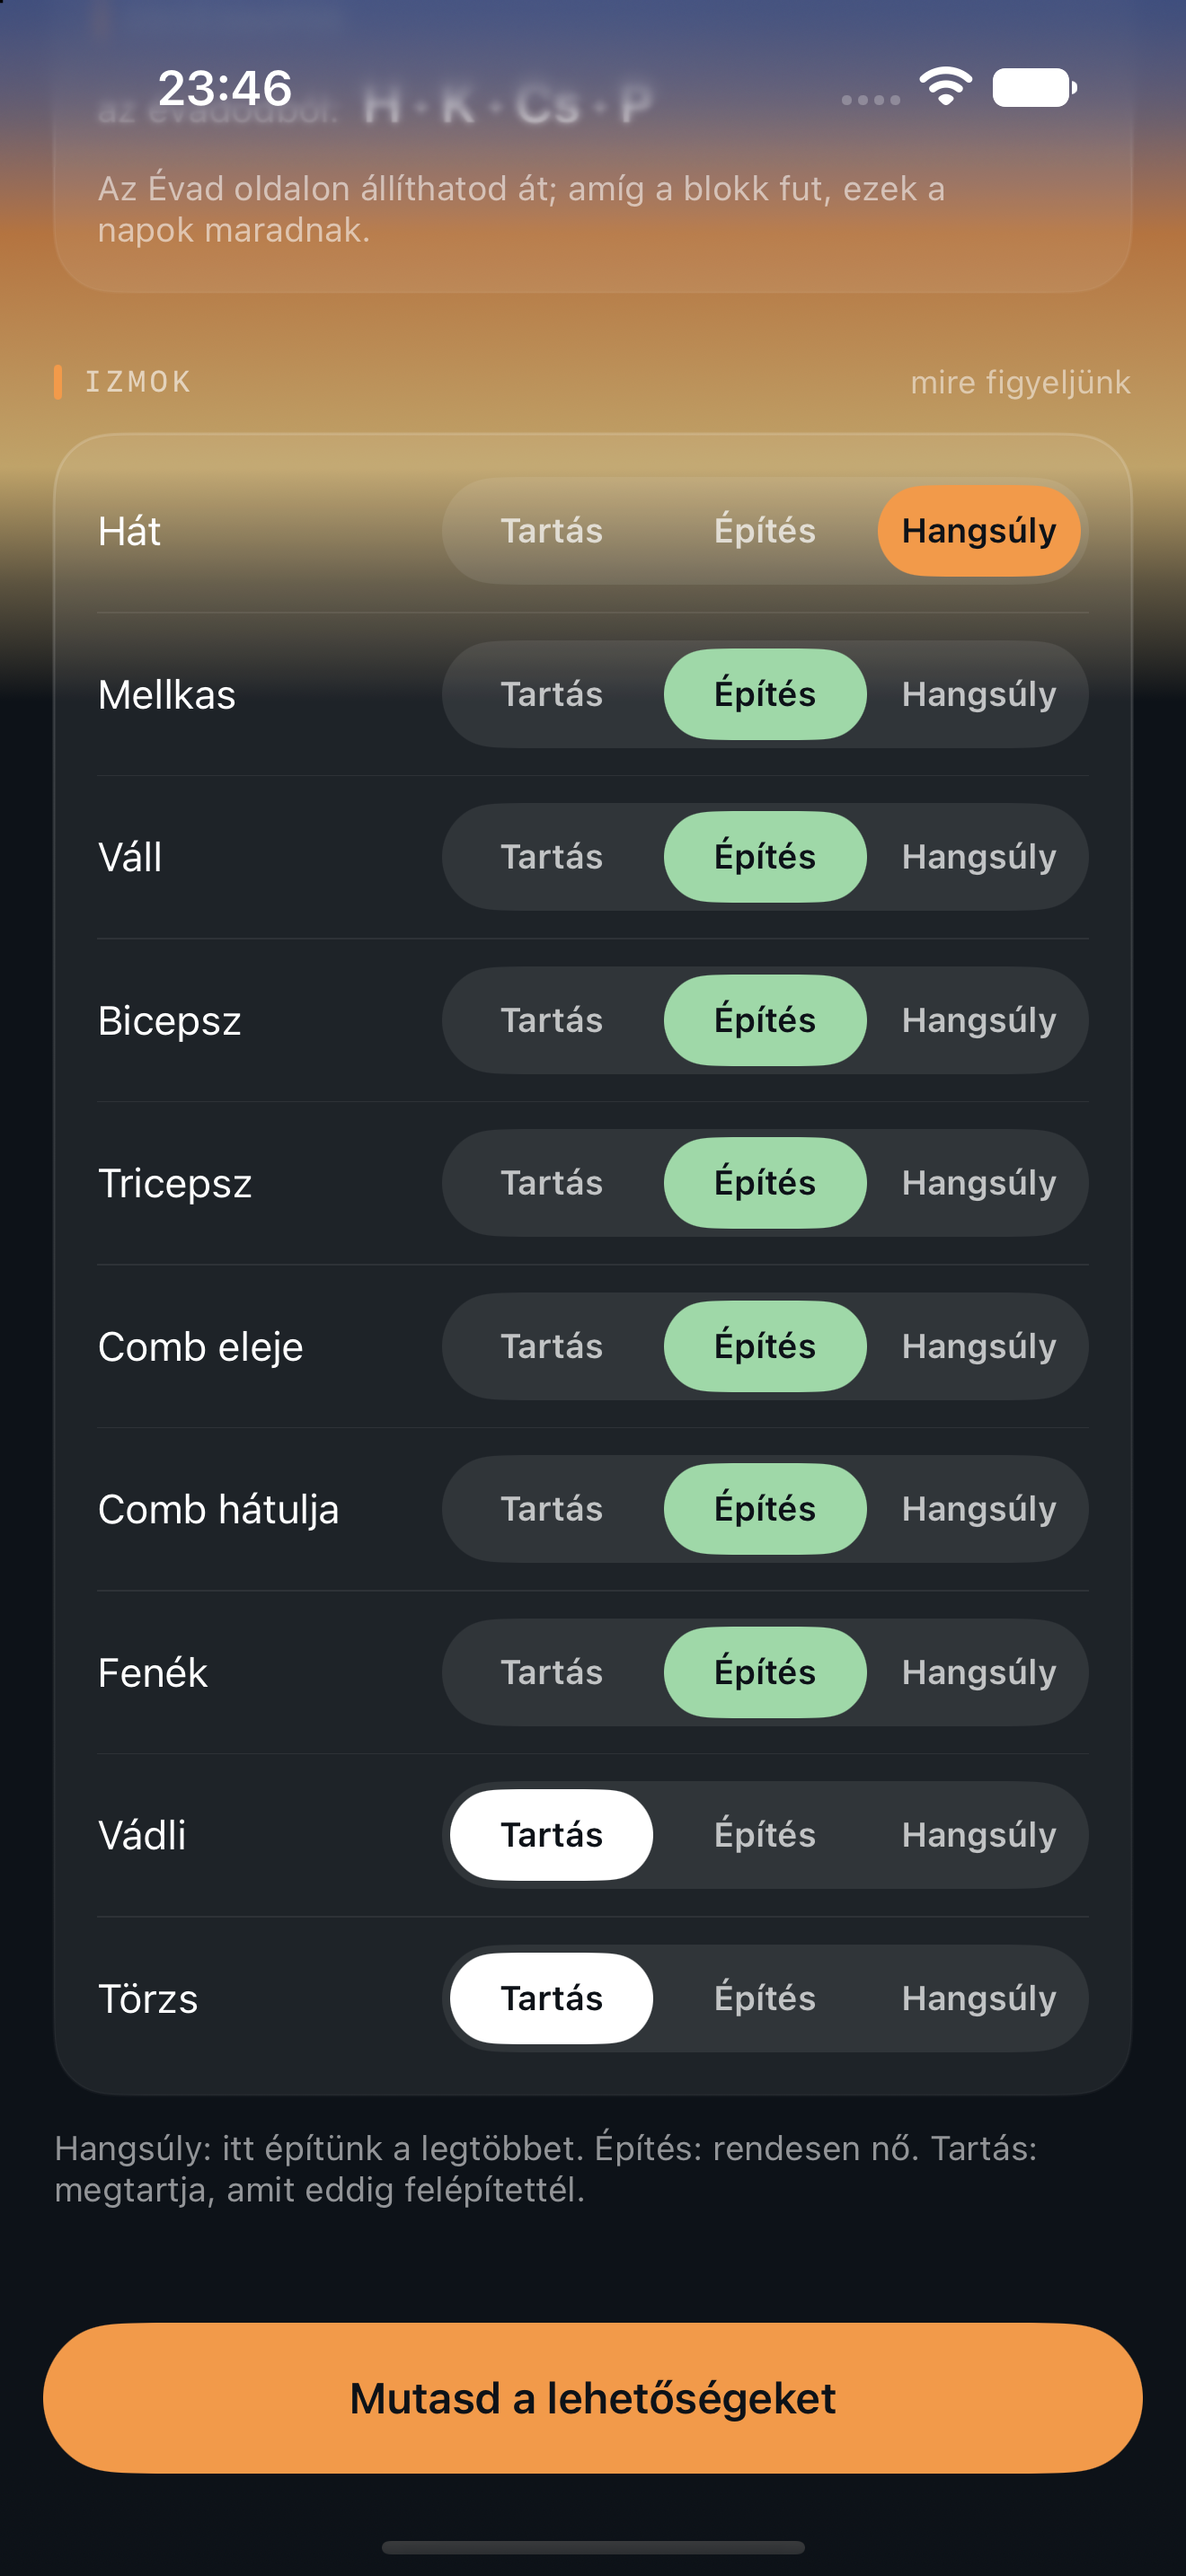 23:46
az évadodból: H · K · Cs · P
Az Évad oldalon állíthatod át; amíg a blokk fut, ezek a
napok maradnak.
IZMOK mire figyeljünk
Hát Tartás Építés Hangsúly
Mellkas Tartás Építés Hangsúly
Váll Tartás Építés Hangsúly
Bicepsz Tartás Építés Hangsúly
Tricepsz Tartás Építés Hangsúly
Comb eleje Tartás Építés Hangsúly
Comb hátulja Tartás Építés Hangsúly
Fenék Tartás Építés Hangsúly
Vádli Tartás Építés Hangsúly
Törzs Tartás Építés Hangsúly
Hangsúly: itt építünk a legtöbbet. Építés: rendesen nő. Tartás:
megtartja, amit eddig felépítettél.
Mutasd a lehetőségeket